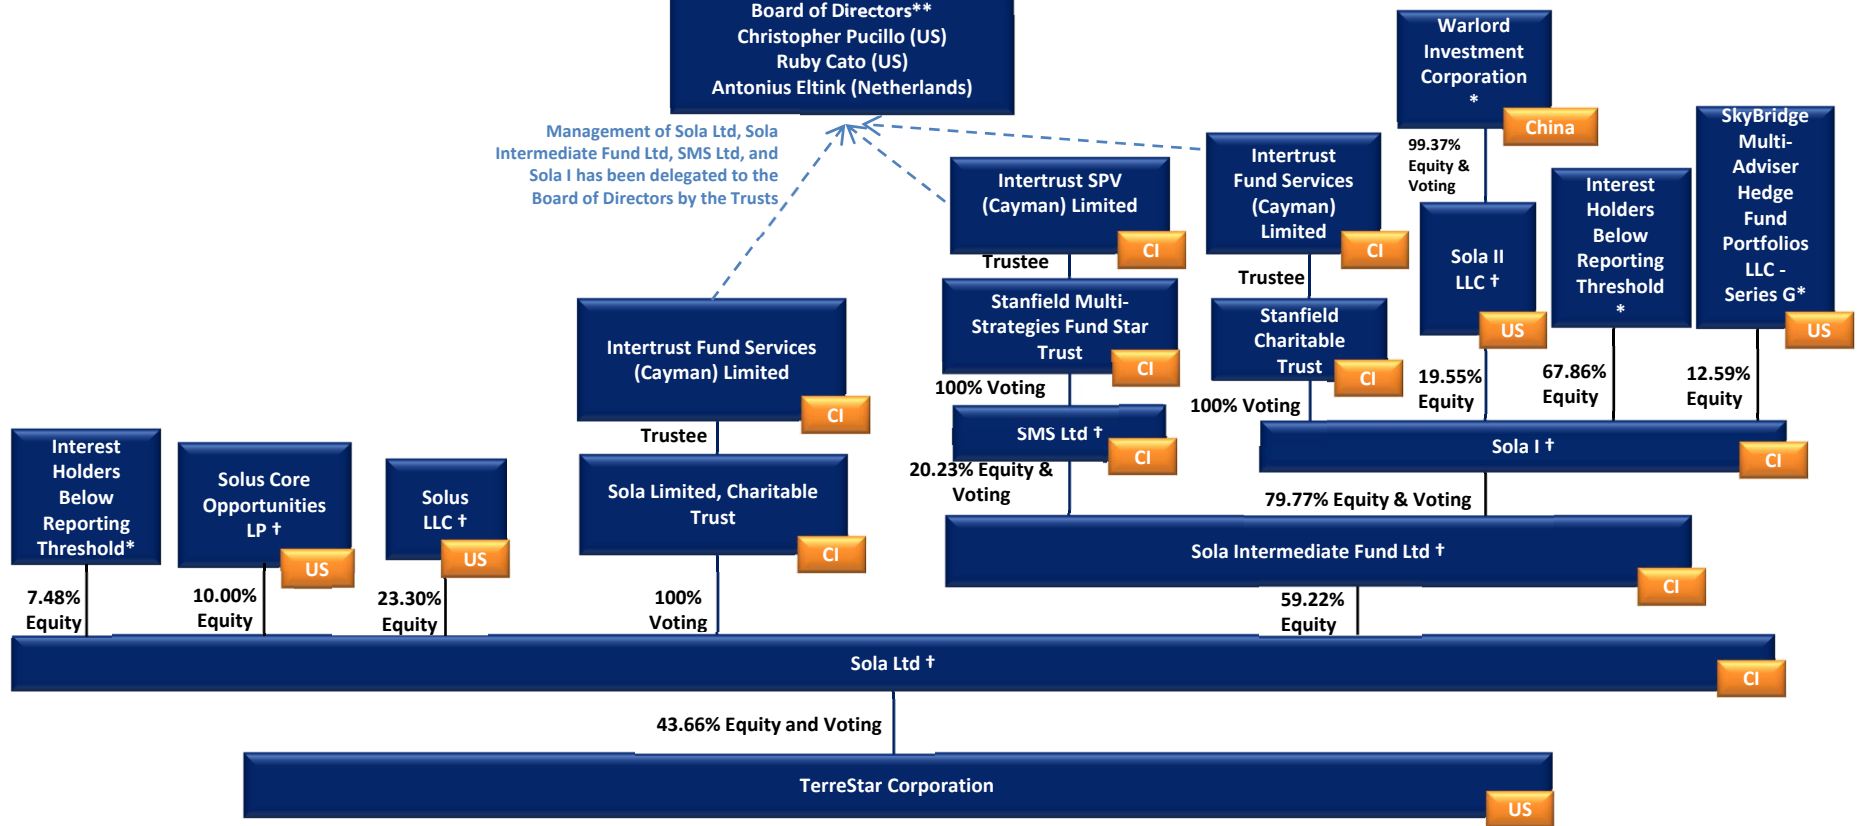 Board of Directors**
Christopher Pucillo (US)
Ruby Cato (US)
Antonius Eltink (Netherlands)
Management of Sola Ltd, Sola
Intermediate Fund Ltd, SMS Ltd, and
Sola I has been delegated to the
Board of Directors by the Trusts
Warlord
Investment
Corporation
*
China
99.37%
Equity &
Voting
SkyBridge
Multi-
Adviser
Hedge
Fund
Portfolios
LLC -
Series G*
US
Intertrust SPV
(Cayman) Limited
CI
Trustee
Intertrust
Fund Services
(Cayman)
Limited
CI
Trustee
Sola II
LLC †
US
Interest
Holders
Below
Reporting
Threshold
*
Intertrust Fund Services
(Cayman) Limited
CI
Trustee
Stanfield Multi-
Strategies Fund Star
Trust
CI
100% Voting
Stanfield
Charitable
Trust
CI
100% Voting
19.55%
Equity
67.86%
Equity
12.59%
Equity
SMS Ltd †
CI
20.23% Equity &
Voting
Sola I †
CI
79.77% Equity & Voting
Interest
Holders
Below
Reporting
Threshold*
Solus Core
Opportunities
LP †
US
Solus
LLC †
US
Sola Limited, Charitable
Trust
CI
Sola Intermediate Fund Ltd †
CI
7.48%
Equity
10.00%
Equity
23.30%
Equity
100%
Voting
59.22%
Equity
Sola Ltd †
CI
43.66% Equity and Voting
TerreStar Corporation
US